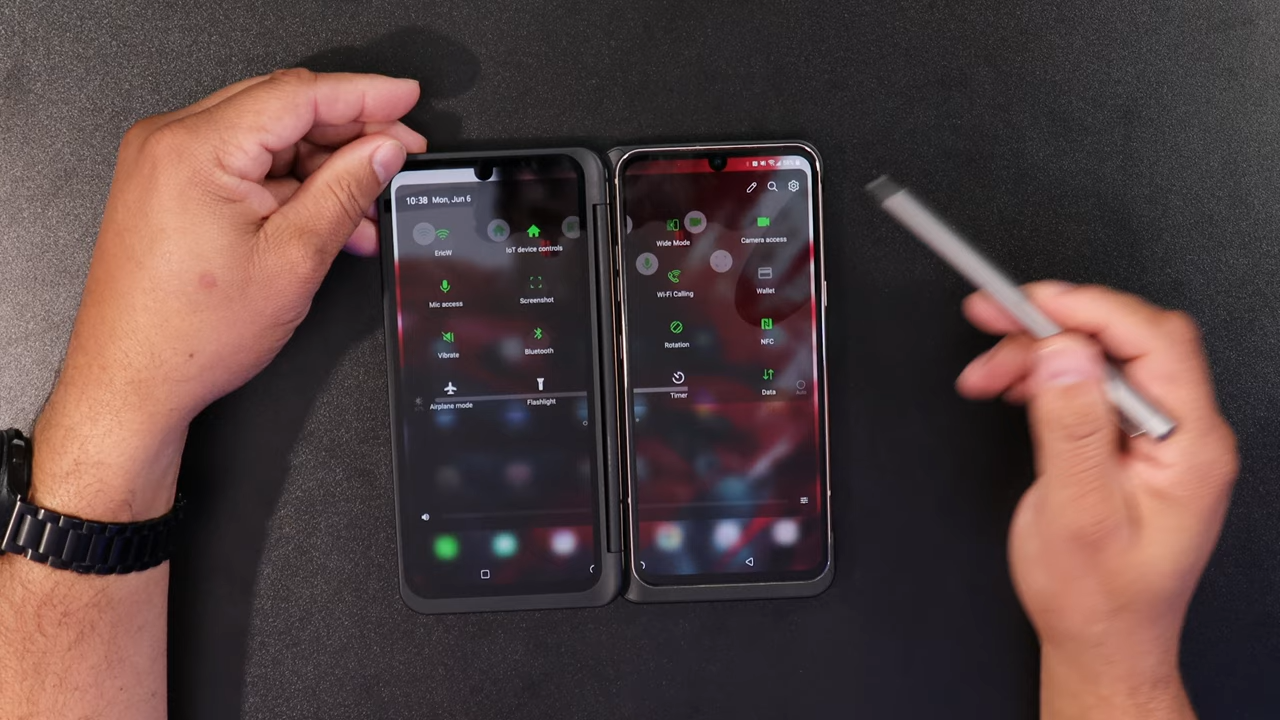 10:38 Mon, Jun 6
EricW
IoT device controls
Wide Mode
Camera access
Mic access
Screenshot
Wi-Fi Calling
Wallet
Vibrate
Bluetooth
Rotation
NFC
Airplane mode
Flashlight
Timer
Data
Auto